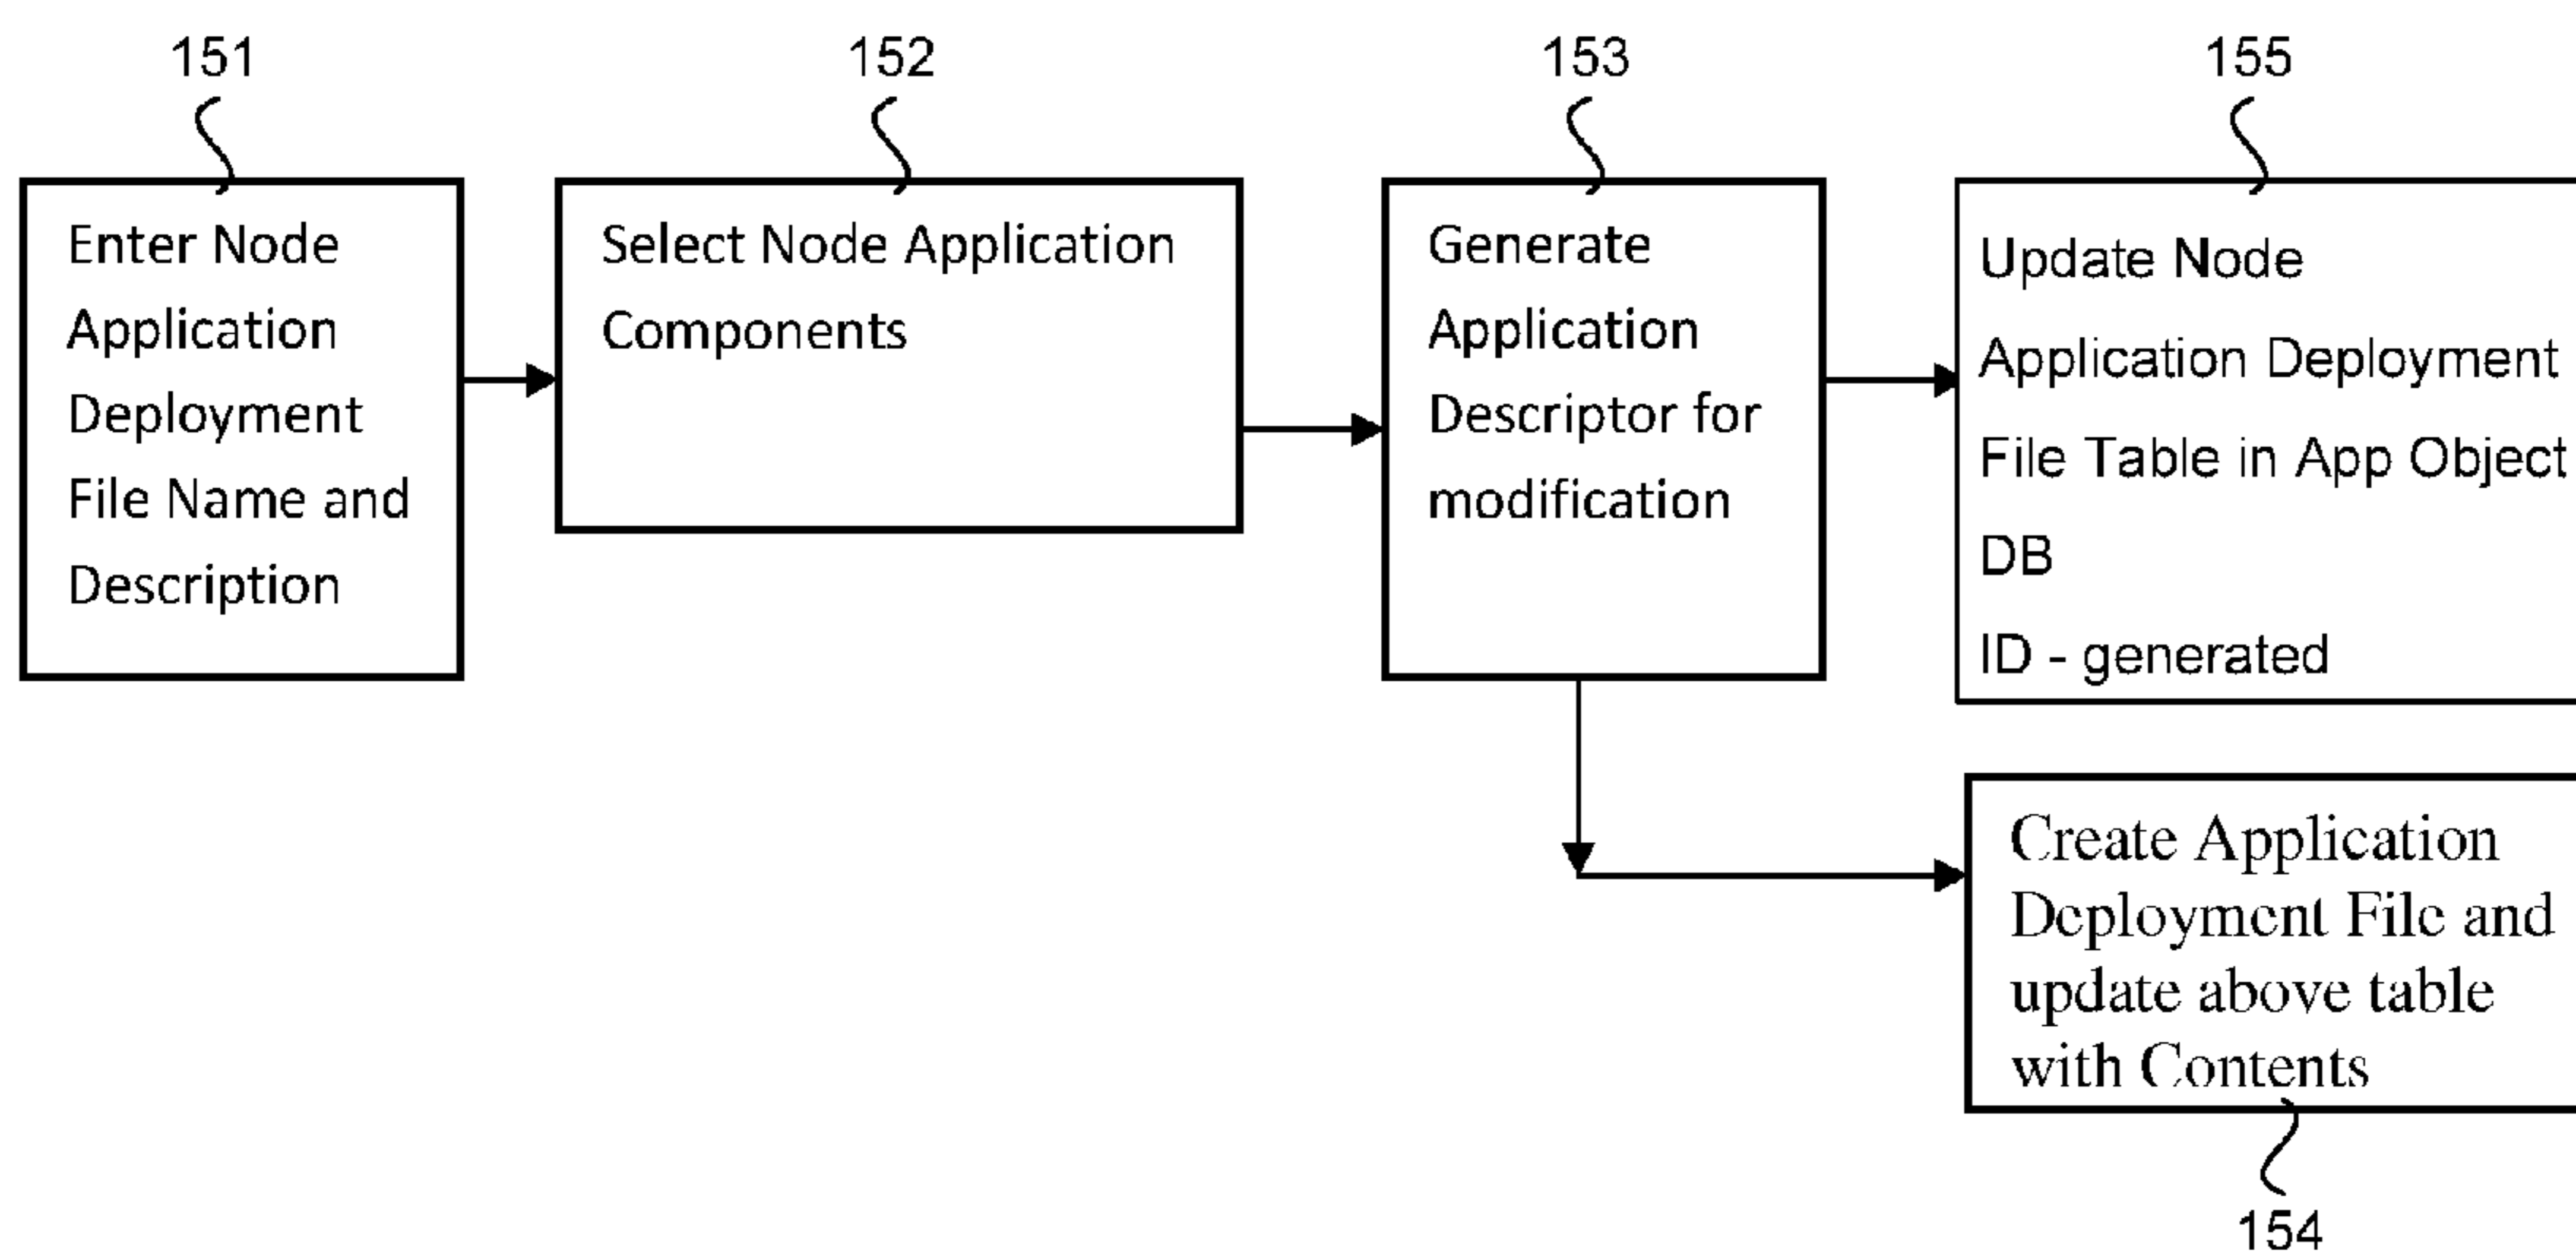 151
152
153
155
Enter Node
Application
Deployment
File Name and
Description
Select Node Application
Components
Generate
Application
Descriptor for
modification
Update Node
Application Deployment
File Table in App Object
DB
ID - generated
Create Application
Deployment File and
update above table
with Contents
154